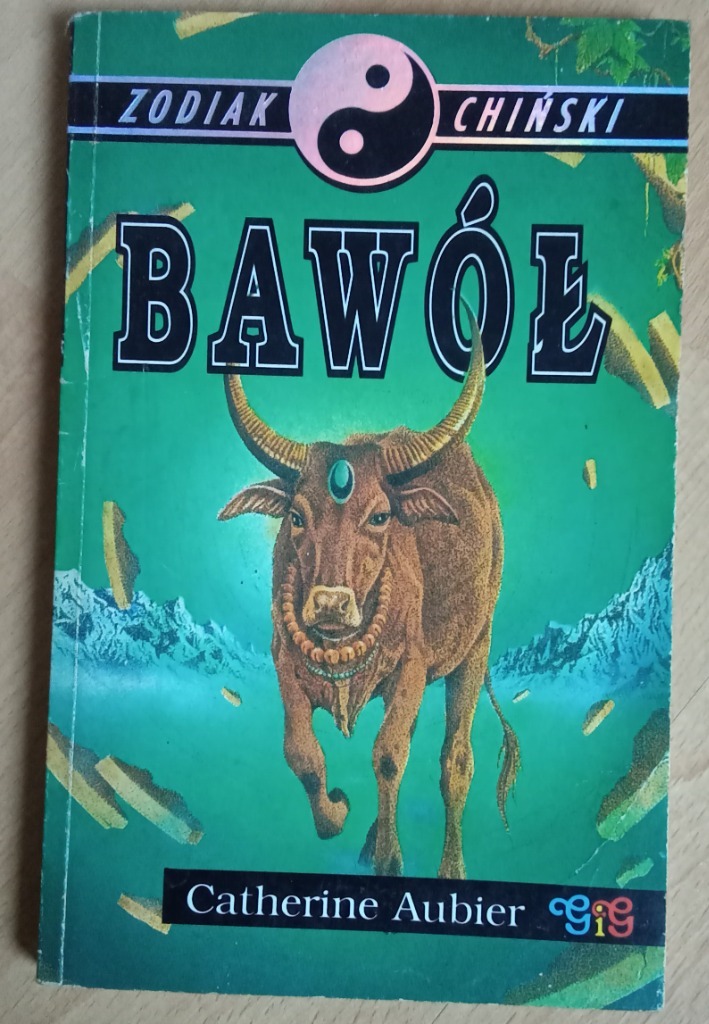 ZODIAK CHIŃSKI
BAWÓŁ
Catherine Aubier GiG